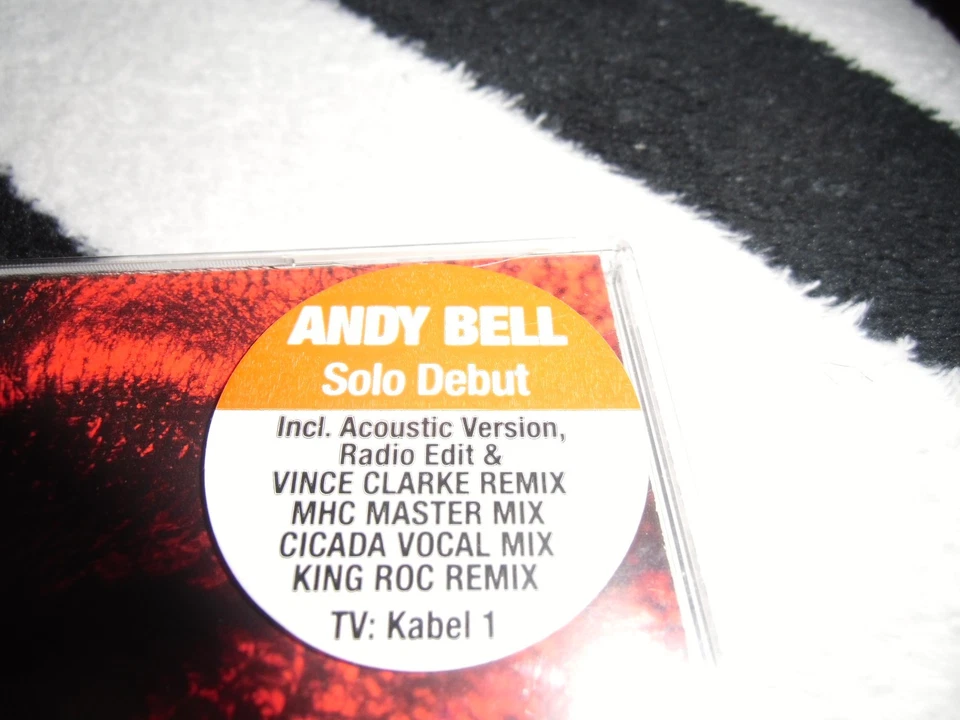 ANDY BELL
Solo Debut
Incl. Acoustic Version,
Radio Edit &
VINCE CLARKE REMIX
MHC MASTER MIX
CICADA VOCAL MIX
KING ROC REMIX
TV: Kabel 1